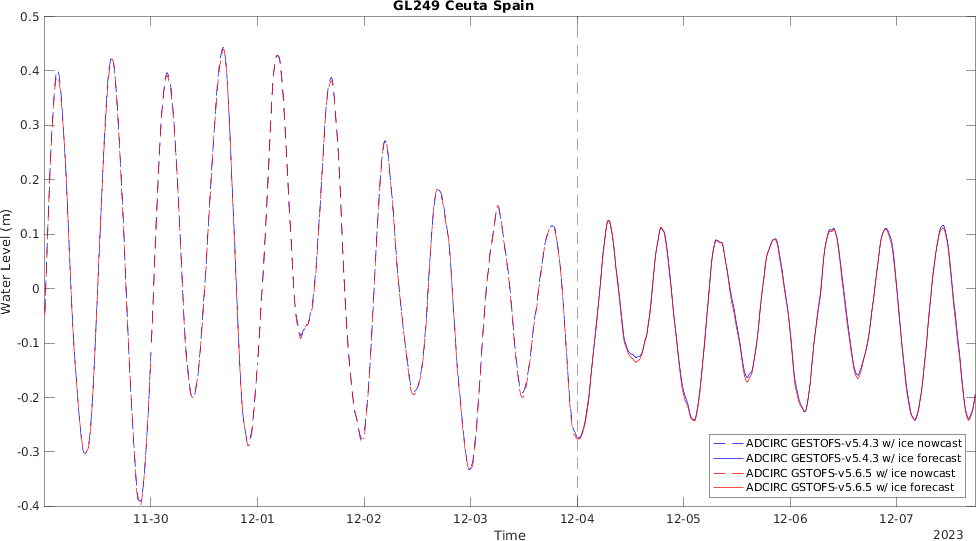 GL249 Ceuta Spain
0.5
0.4
0.3
0.2
0.1
0
-0.1
-0.2
-0.3
-0.4
Water Level (m)
11-30 12-01 12-02 12-03 12-04 12-05 12-06 12-07
Time
2023
ADCIRC GESTOFS-v5.4.3 w/ ice nowcast
ADCIRC GESTOFS-v5.4.3 w/ ice forecast
ADCIRC GSTOFS-v5.6.5 w/ ice nowcast
ADCIRC GSTOFS-v5.6.5 w/ ice forecast